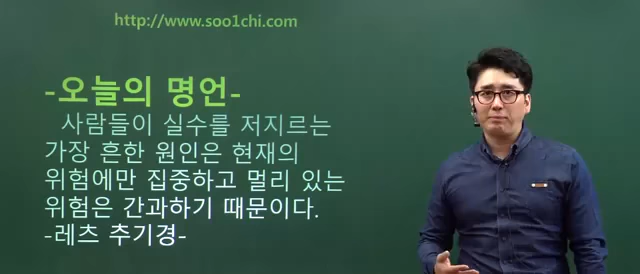 http://www.soo1chi.com
-오늘의 명언-
사람들이 실수를 저지르는
가장 흔한 원인은 현재의
위험에만 집중하고 멀리 있는
위험은 간과하기 때문이다.
-레츠 추기경-